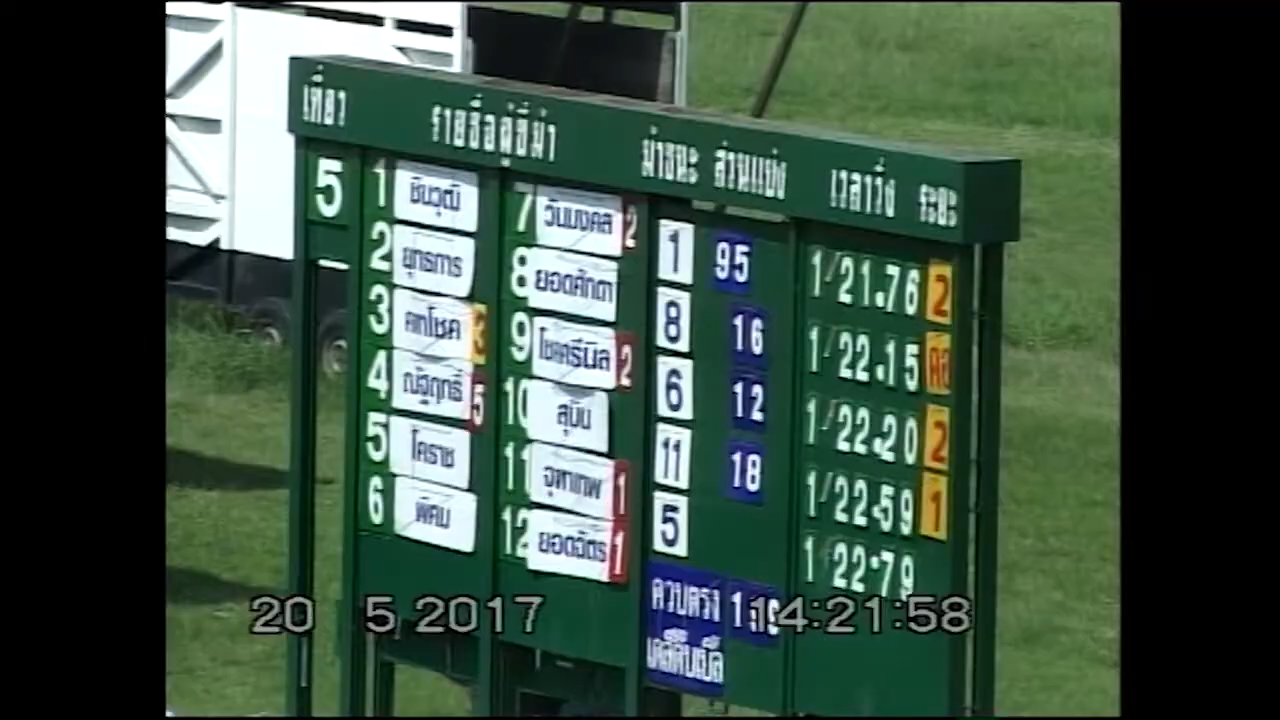 เที่ยว รายชื่อผู้ขี่ม้า ม้าชนะ ส่วนแบ่ง เวลาวิ่ง ระยะ
5 1 ชินวุฒิ 7 วันมงคล 2 1 95 1/21.76 2
2 ยุทธการ 8 ยอดศักดา 8 16 1/22.15 คอ
3 คทโชค 3 9 โชคธีนิล 2 6 12 1/22.20 2
4 ณัฐฤทธิ์ 5 10 สุบิน 11 18 1/22.59 1
5 โคราช 11 จุฑาเทพ 1 5 1 22.79
6 พิคม 12 ยอดฉัตร 1
ควบตรง
20 5 2017 14:21:58